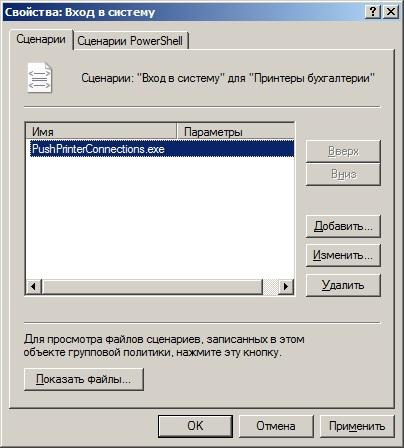 Свойства: Вход в систему
Сценарии
Сценарии PowerShell
Сценарии: "Вход в систему" для "Принтеры бухгалтерии"
Имя
Параметры
PushPrinterConnections.exe
Вверх
Вниз
Добавить...
Изменить...
Удалить
Для просмотра файлов сценариев, записанных в этом
объекте групповой политики, нажмите эту кнопку.
Показать файлы...
OK
Отмена
Применить